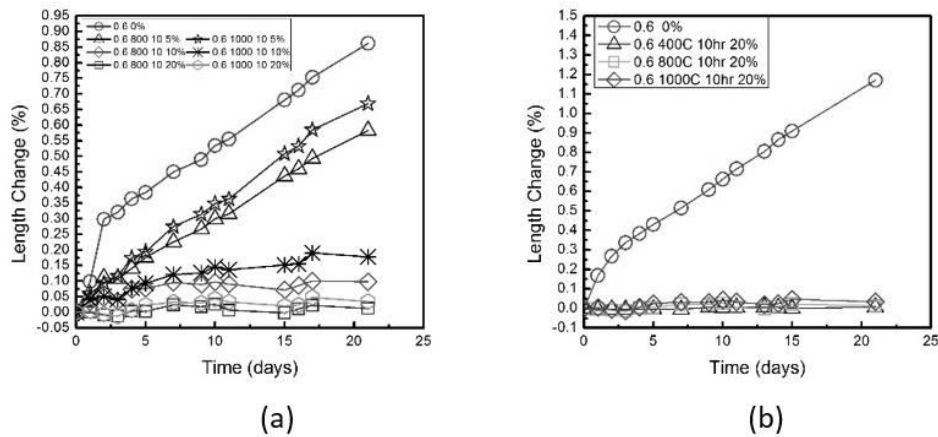 0.6 0%
0.6 800 10 5% 0.6 1000 10 5%
0.6 800 10 10% 0.6 1000 10 10%
0.6 800 10 20% 0.6 1000 10 20%
0.95
0.90
0.85
0.80
0.75
0.70
0.65
0.60
0.55
0.50
0.45
0.40
0.35
0.30
0.25
0.20
0.15
0.10
0.05
0.00
-0.05
Length Change (%)
0 5 10 15 20 25
Time (days)
(a)
0.6 0%
0.6 400C 10hr 20%
0.6 800C 10hr 20%
0.6 1000C 10hr 20%
1.5
1.4
1.3
1.2
1.1
1.0
0.9
0.8
0.7
0.6
0.5
0.4
0.3
0.2
0.1
0.0
-0.1
Length Change (%)
0 5 10 15 20 25
Time (days)
(b)